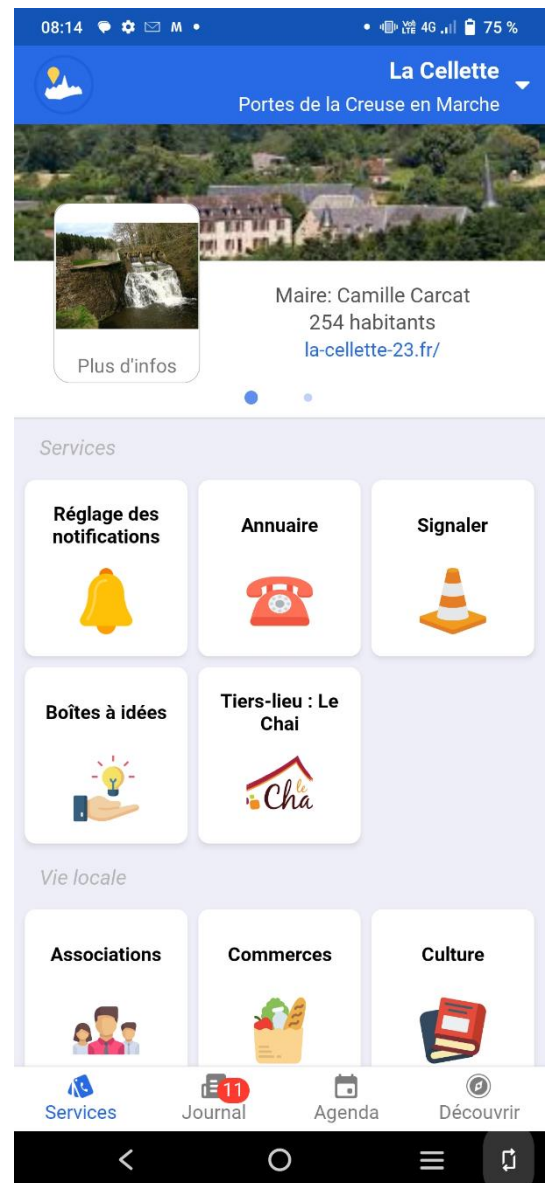 08:14 M 4G 75 %
La Cellette
Portes de la Creuse en Marche
Maire: Camille Carcat
254 habitants
la-cellette-23.fr/
Plus d'infos
Services
Réglage des
notifications
Annuaire
Signaler
Boîtes à idées
Tiers-lieu : Le
Chai
le
Cha
Vie locale
Associations
Commerces
Culture
11
Services
Journal
Agenda
Découvrir